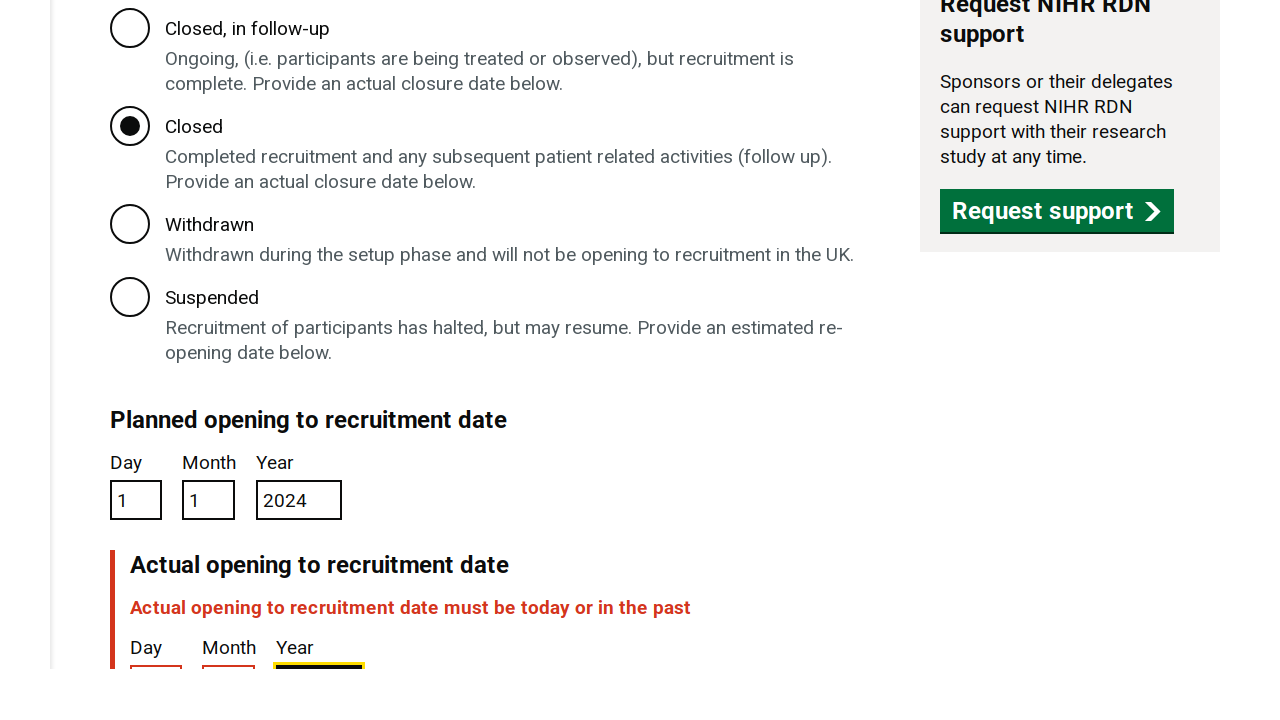 Closed, in follow-up
Ongoing, (i.e. participants are being treated or observed), but recruitment is
complete. Provide an actual closure date below.
Closed
Completed recruitment and any subsequent patient related activities (follow up).
Provide an actual closure date below.
Withdrawn
Withdrawn during the setup phase and will not be opening to recruitment in the UK.
Suspended
Recruitment of participants has halted, but may resume. Provide an estimated re-
opening date below.
Planned opening to recruitment date
Day Month Year
1 1 2024
Actual opening to recruitment date
Actual opening to recruitment date must be today or in the past
Day Month Year
Request NIHR RDN
support
Sponsors or their delegates
can request NIHR RDN
support with their research
study at any time.
Request support